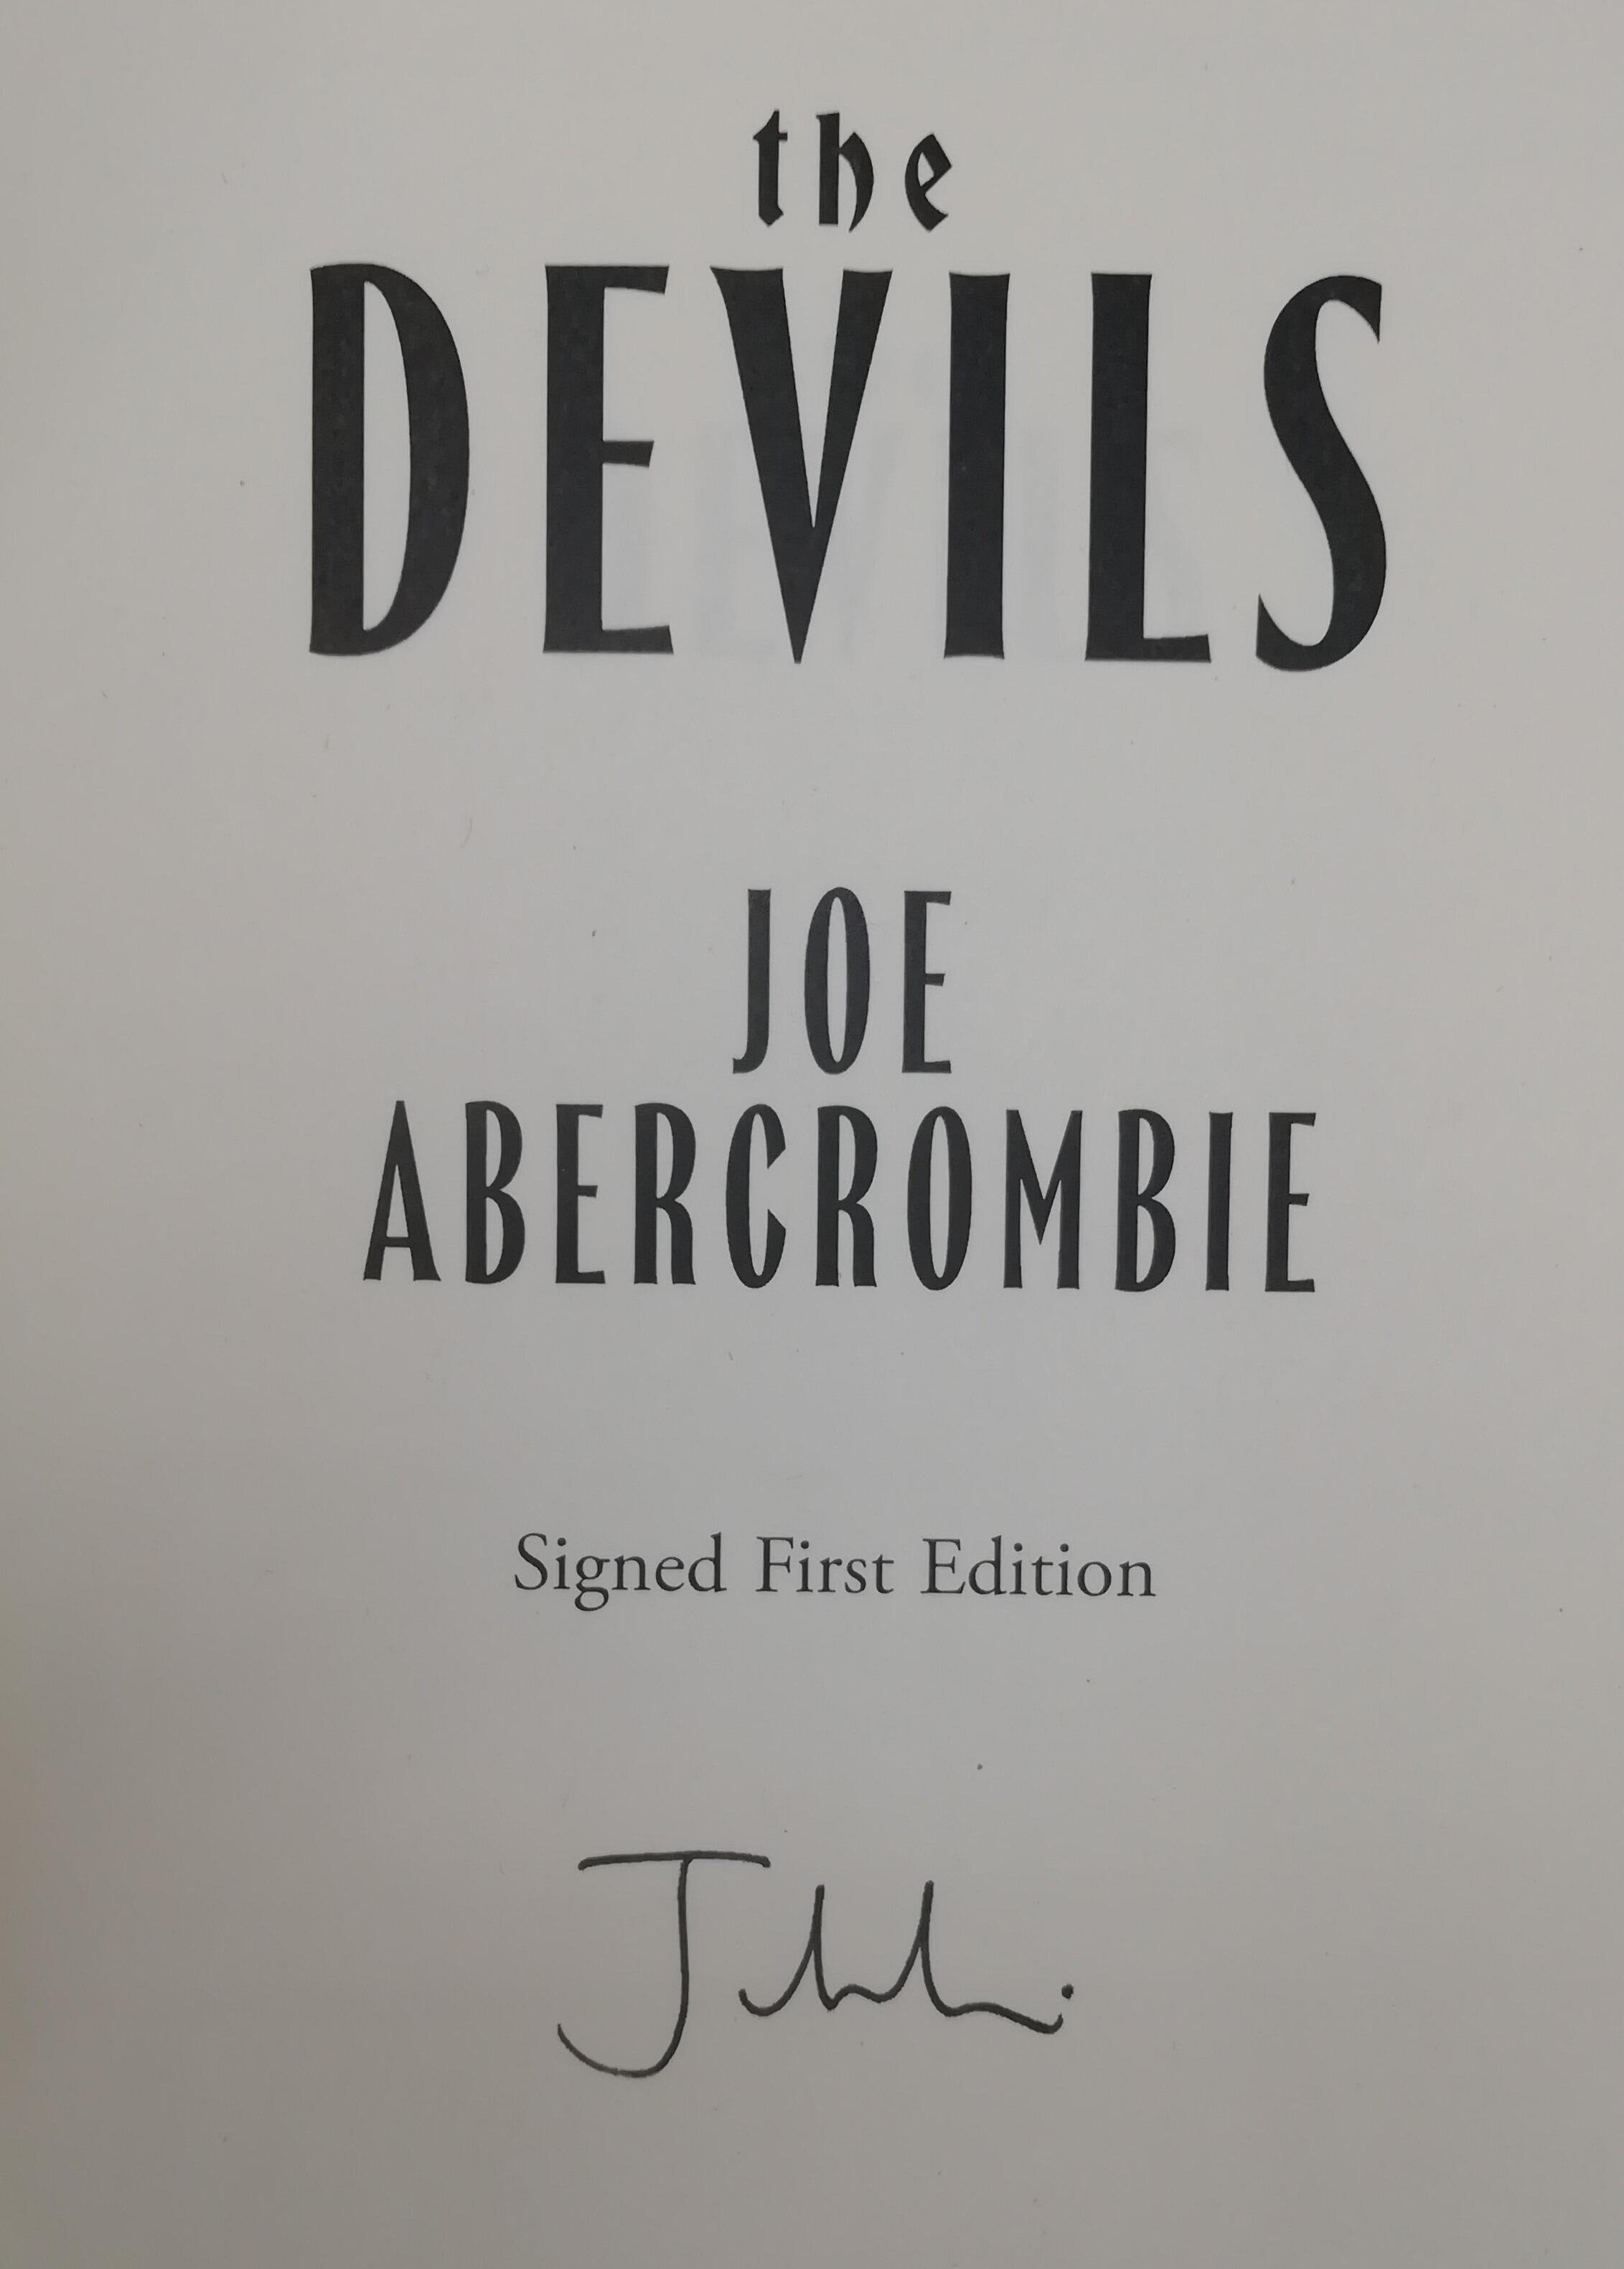 the
DEVILS
JOE
ABERCROMBIE
Signed First Edition